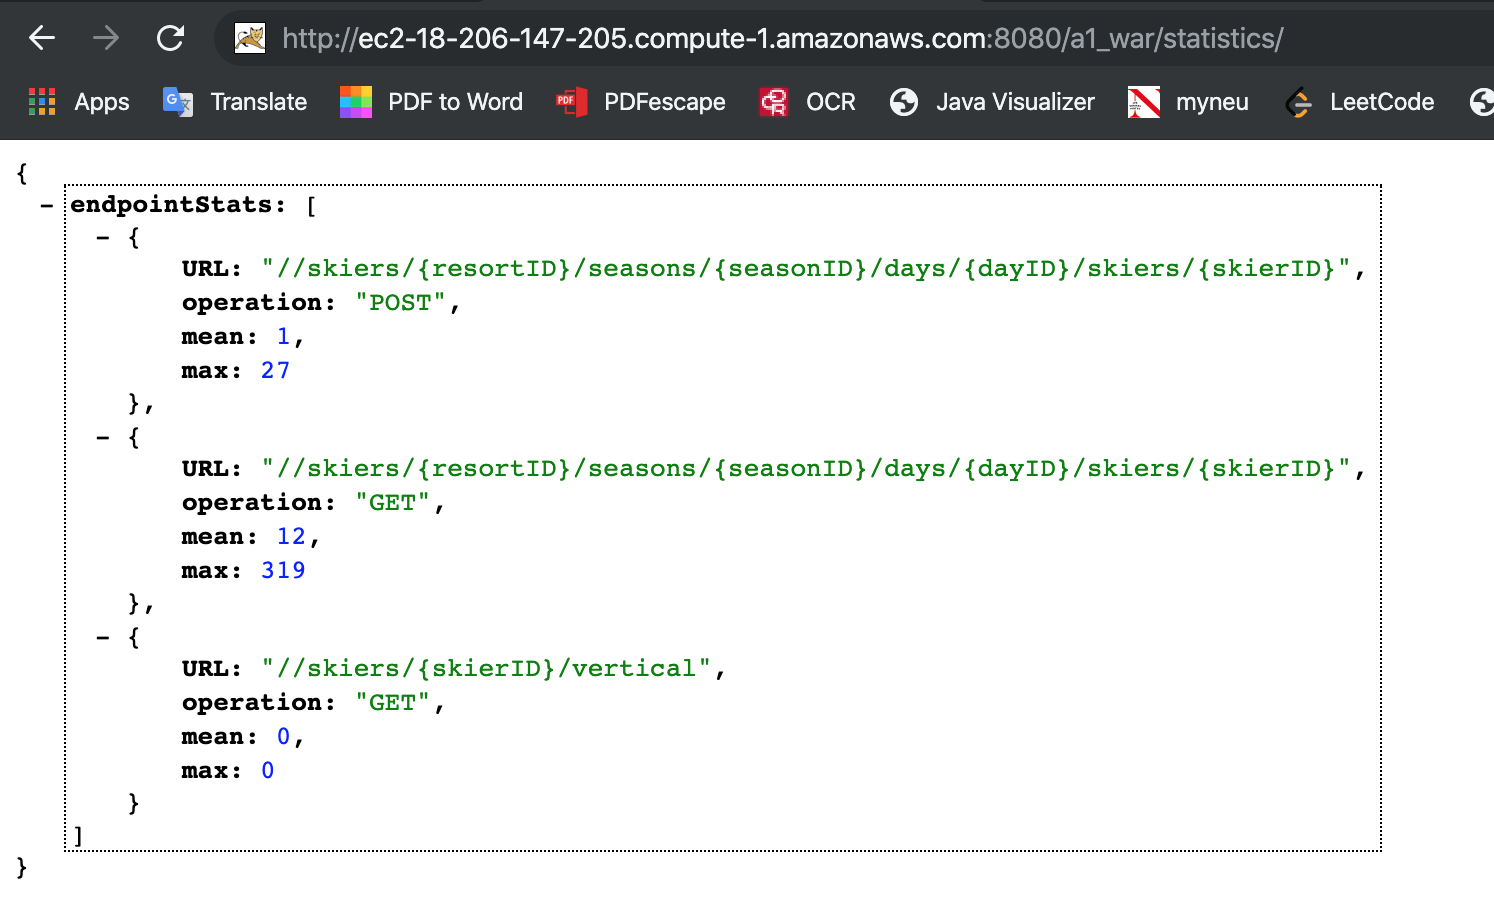 http://ec2-18-206-147-205.compute-1.amazonaws.com:8080/a1_war/statistics/
Apps Translate PDF PDF to Word PDFescape OCR Java Visualizer myneu LeetCode
{
- endpointStats: [
- {
URL: "//skiers/{resortID}/seasons/{seasonID}/days/{dayID}/skiers/{skierID}",
operation: "POST",
mean: 1,
max: 27
},
- {
URL: "//skiers/{resortID}/seasons/{seasonID}/days/{dayID}/skiers/{skierID}",
operation: "GET",
mean: 12,
max: 319
},
- {
URL: "//skiers/{skierID}/vertical",
operation: "GET",
mean: 0,
max: 0
}
]
}